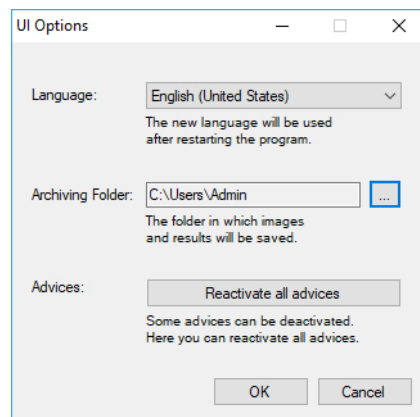 UI Options
Language: English (United States)
The new language will be used
after restarting the program.
Archiving Folder: C:\Users\Admin ...
The folder in which images
and results will be saved.
Advices: Reactivate all advices
Some advices can be deactivated.
Here you can reactivate all advices.
OK Cancel